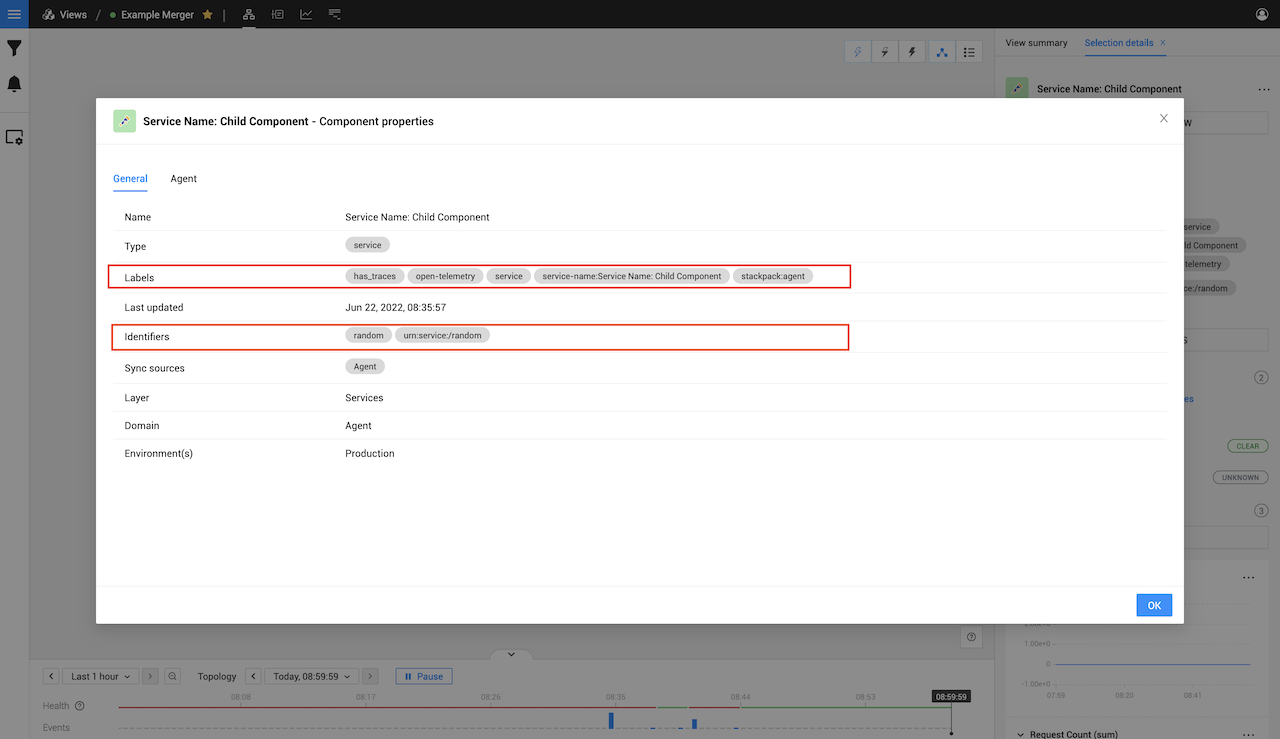 Views / Example Merger |
View summary Selection details
Service Name: Child Component
Service Name: Child Component - Component properties
General Agent
Name Service Name: Child Component
Type service
Labels has_traces open-telemetry service service-name:Service Name: Child Component stackpack:agent
Last updated Jun 22, 2022, 08:35:57
Identifiers random urn:service:/random
Sync sources Agent
Layer Services
Domain Agent
Environment(s) Production
OK
W
service
ld Component
telemetry
ce:/random
S
2
es
CLEAR
UNKNOWN
3
1.00e+0
0
-1.00e+0
07:59 08:20 08:41
Request Count (sum)
Last 1 hour Topology Today, 08:59:59 Pause
08:08 08:17 08:26 08:35 08:44 08:53 08:59:59
Health
Events